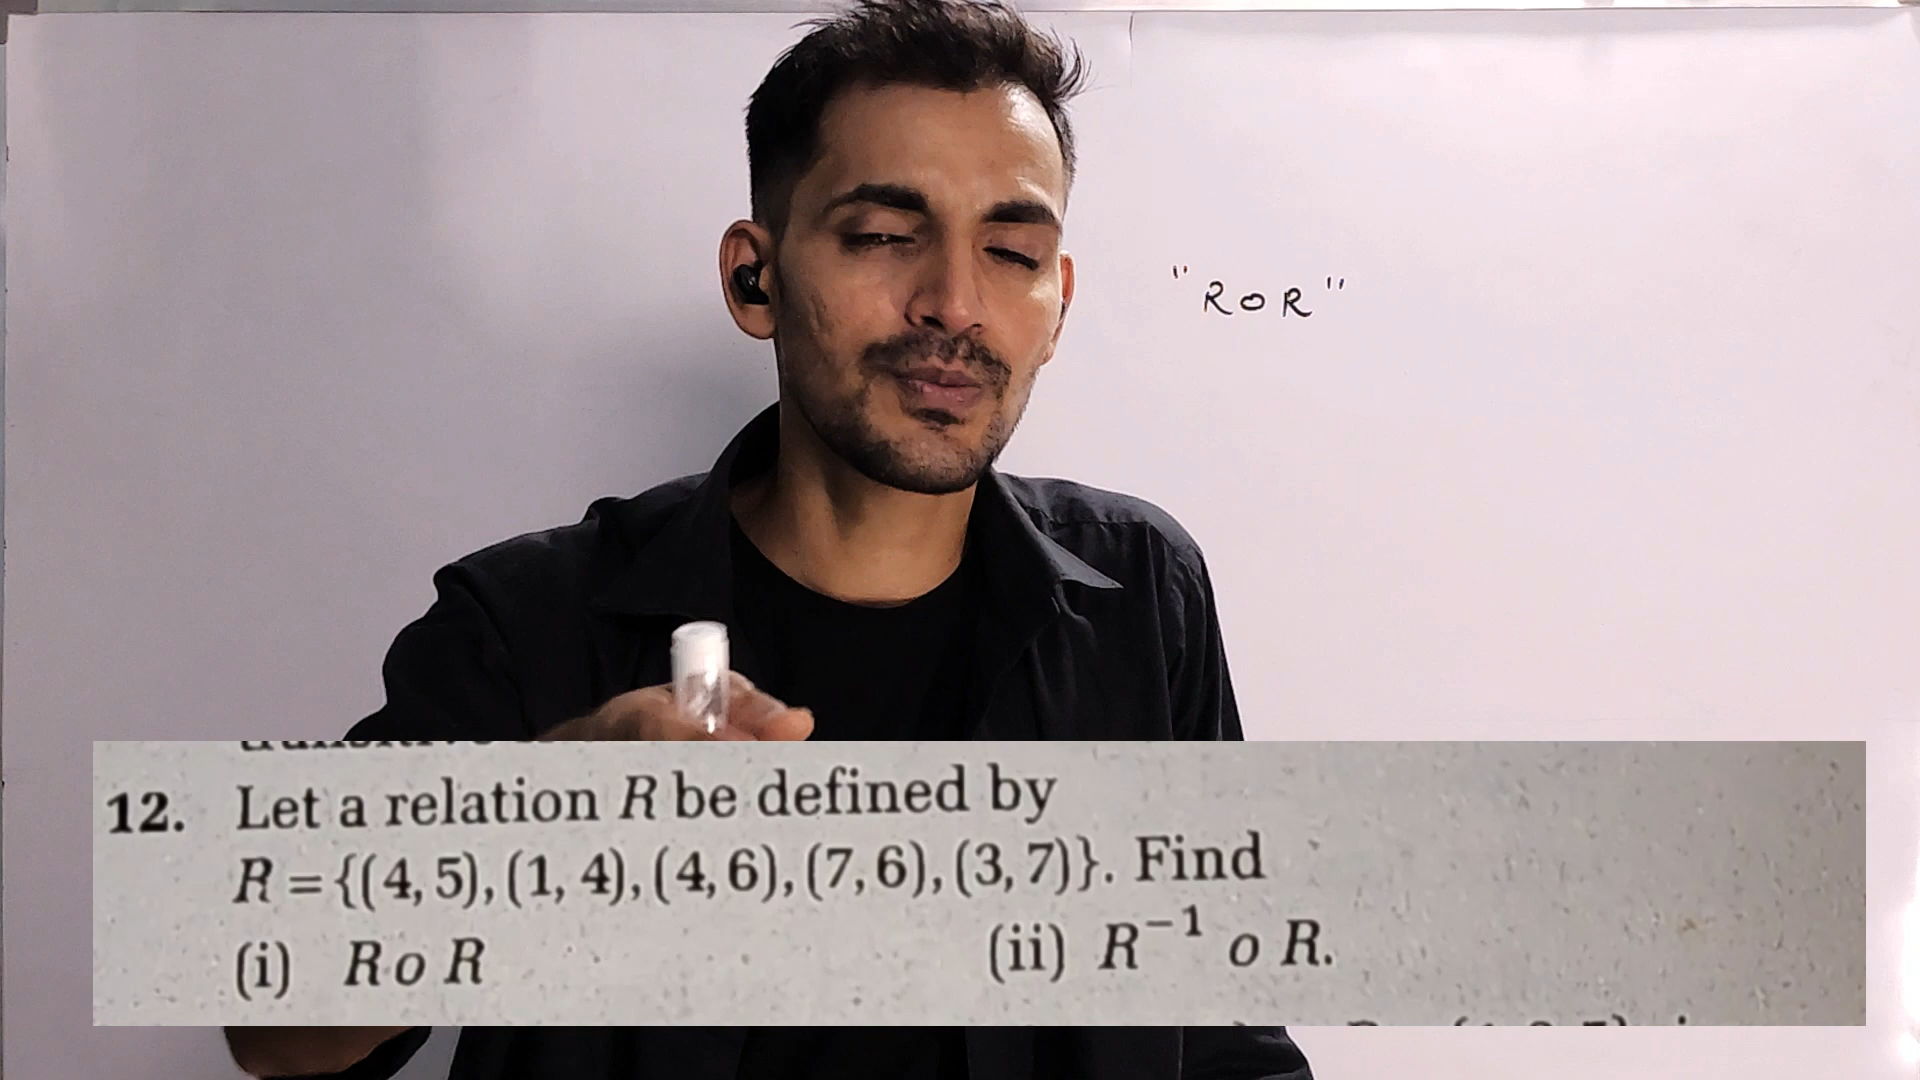 " R O R "
12. Let a relation R be defined by
R = {(4, 5), (1, 4), (4, 6), (7, 6), (3, 7)}. Find
(i) R o R (ii) R⁻¹ o R.